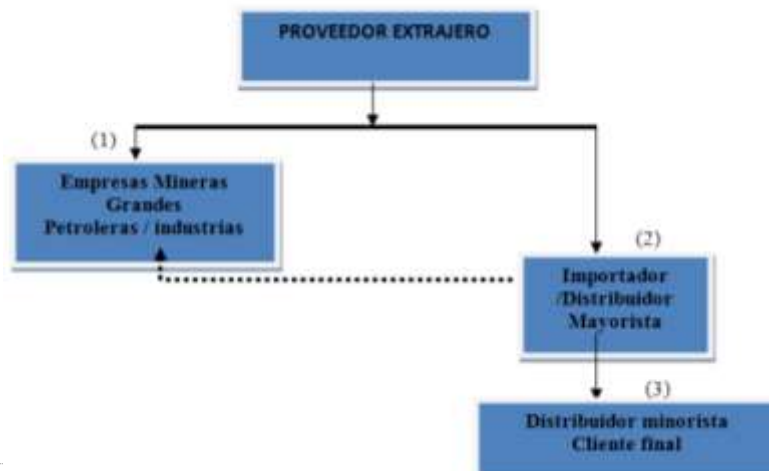 PROVEEDOR EXTRAJERO
(1)
Empresas Mineras
Grandes
Petroleras / industrias
(2)
Importador
/Distribuidor
Mayorista
(3)
Distribuidor minorista
Cliente final